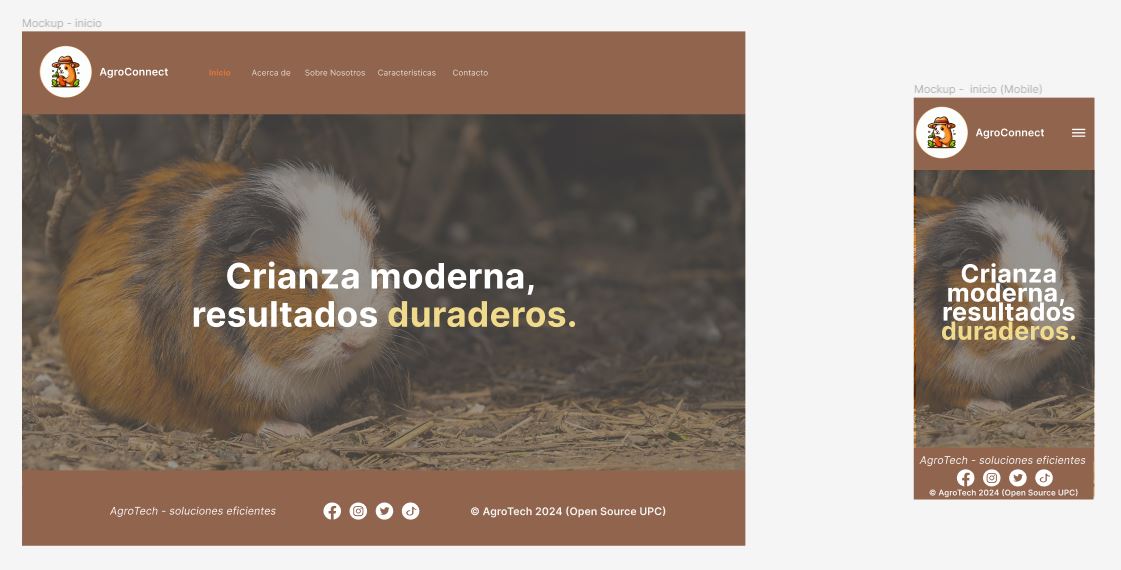 Mockup - inicio
AgroConnect
Inicio
Acerca de
Sobre Nosotros
Características
Contacto
Crianza moderna,
resultados duraderos.
AgroTech - soluciones eficientes
© AgroTech 2024 (Open Source UPC)
Mockup - inicio (Mobile)
AgroConnect
Crianza
moderna,
resultados
duraderos.
AgroTech - soluciones eficientes
© AgroTech 2024 (Open Source UPC)